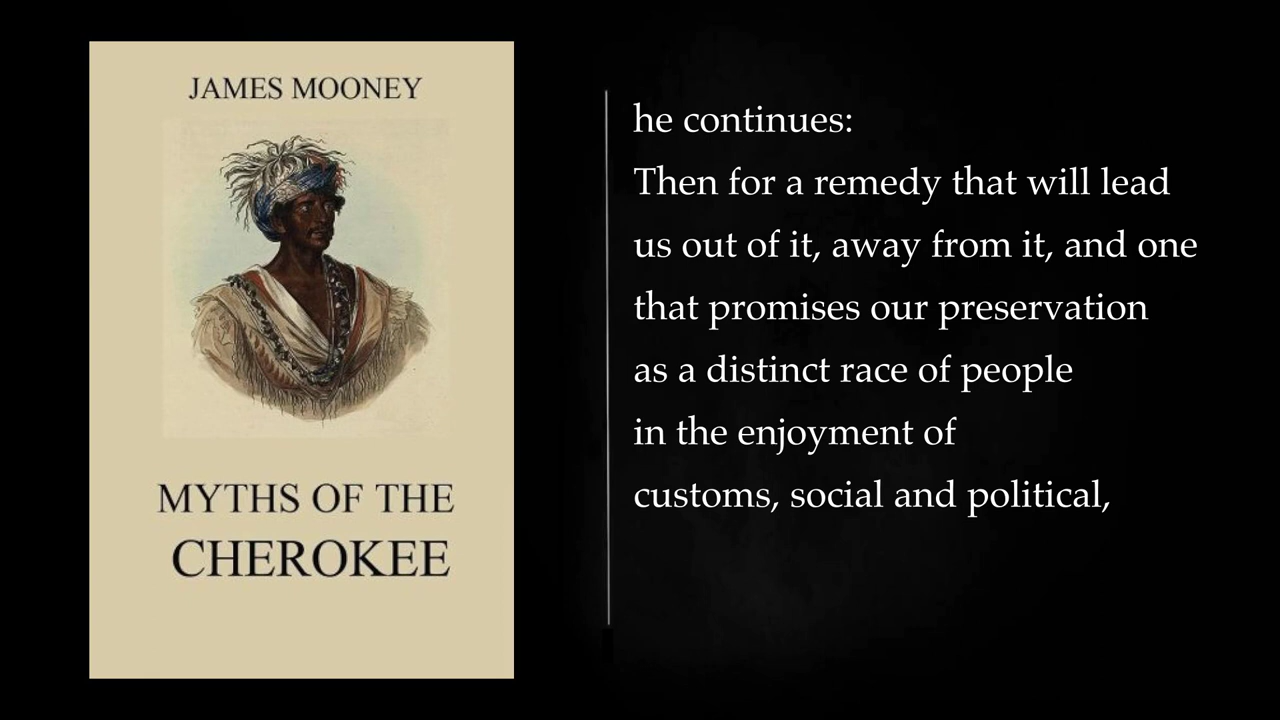 JAMES MOONEY
MYTHS OF THE
CHEROKEE
he continues:
Then for a remedy that will lead
us out of it, away from it, and one
that promises our preservation
as a distinct race of people
in the enjoyment of
customs, social and political,